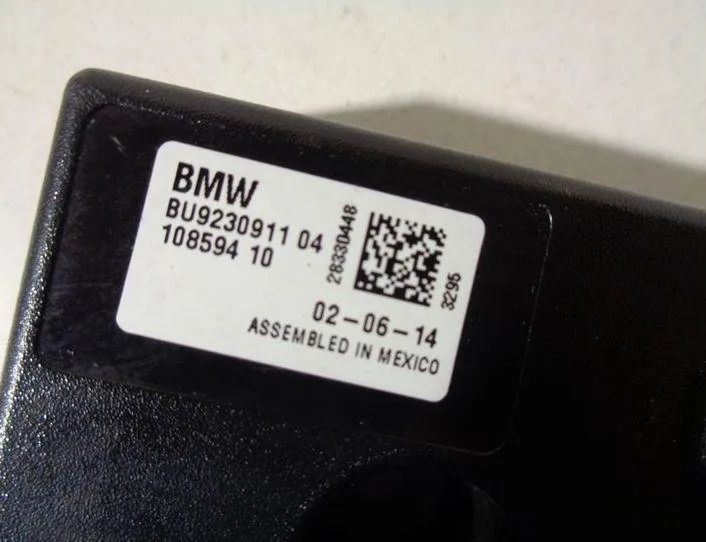 BMW
BU9230911 04
108594 10
28330448
3295
02-06-14
ASSEMBLED IN MEXICO